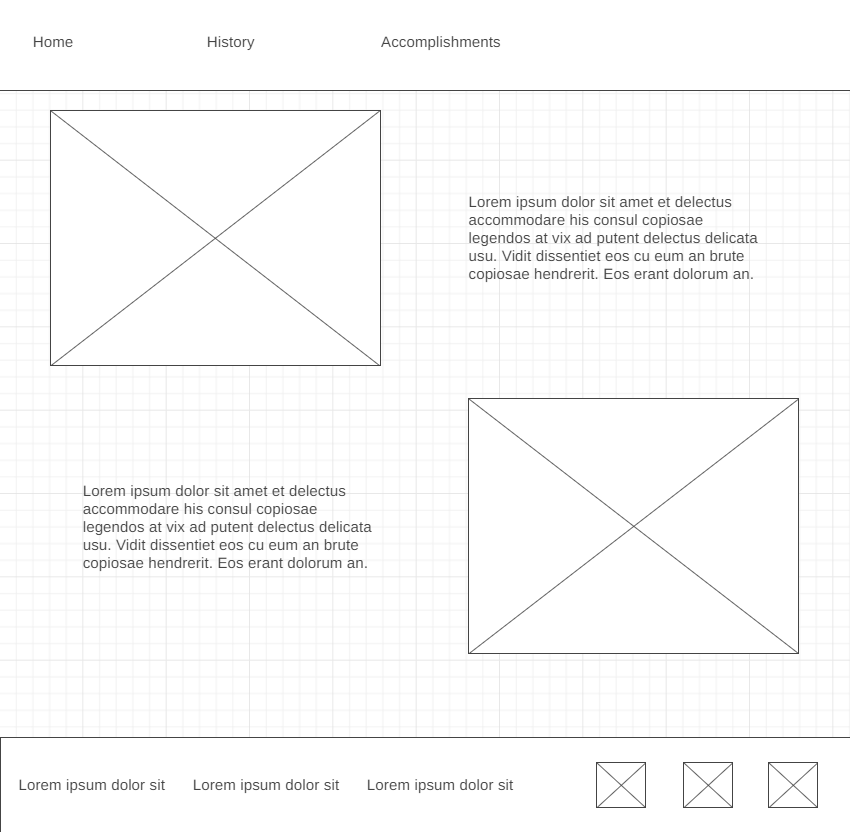 Home
History
Accomplishments
Lorem ipsum dolor sit amet et delectus
accommodare his consul copiosae
legendos at vix ad putent delectus delicata
usu. Vidit dissentiet eos cu eum an brute
copiosae hendrerit. Eos erant dolorum an.
Lorem ipsum dolor sit amet et delectus
accommodare his consul copiosae
legendos at vix ad putent delectus delicata
usu. Vidit dissentiet eos cu eum an brute
copiosae hendrerit. Eos erant dolorum an.
Lorem ipsum dolor sit
Lorem ipsum dolor sit
Lorem ipsum dolor sit